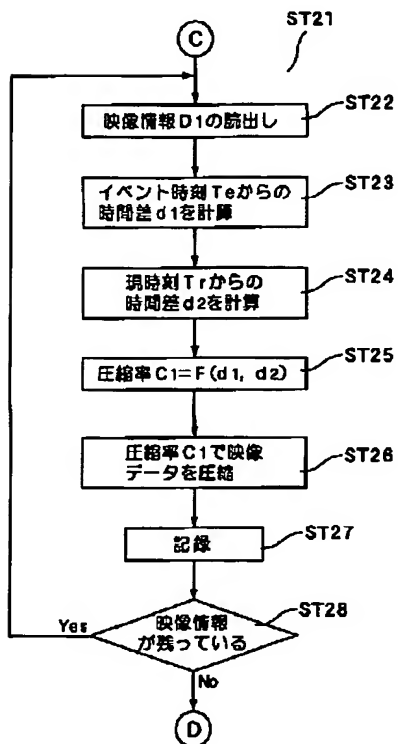 ST21
C
ST22
映像情報D1の読出し
ST23
イベント時刻Teからの
時間差d1を計算
ST24
現時刻Trからの
時間差d2を計算
ST25
圧縮率C1=F(d1, d2)
ST26
圧縮率C1で映像
データを圧縮
ST27
記録
ST28
映像情報
が残っている
Yes
No
D